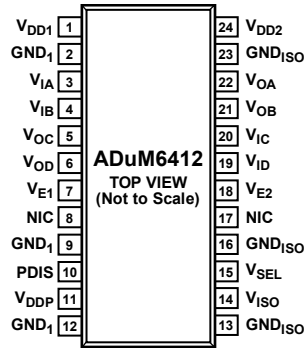 VDD1 1 24 VDD2
GND1 2 23 GNDISO
VIA 3 22 VOA
VIB 4 21 VOB
VOC 5 20 VIC
VOD 6 ADuM6412 19 VID
VE1 7 TOP VIEW 18 VE2
NIC 8 (Not to Scale) 17 NIC
GND1 9 16 GNDISO
PDIS 10 15 VSEL
VDDP 11 14 VISO
GND1 12 13 GNDISO